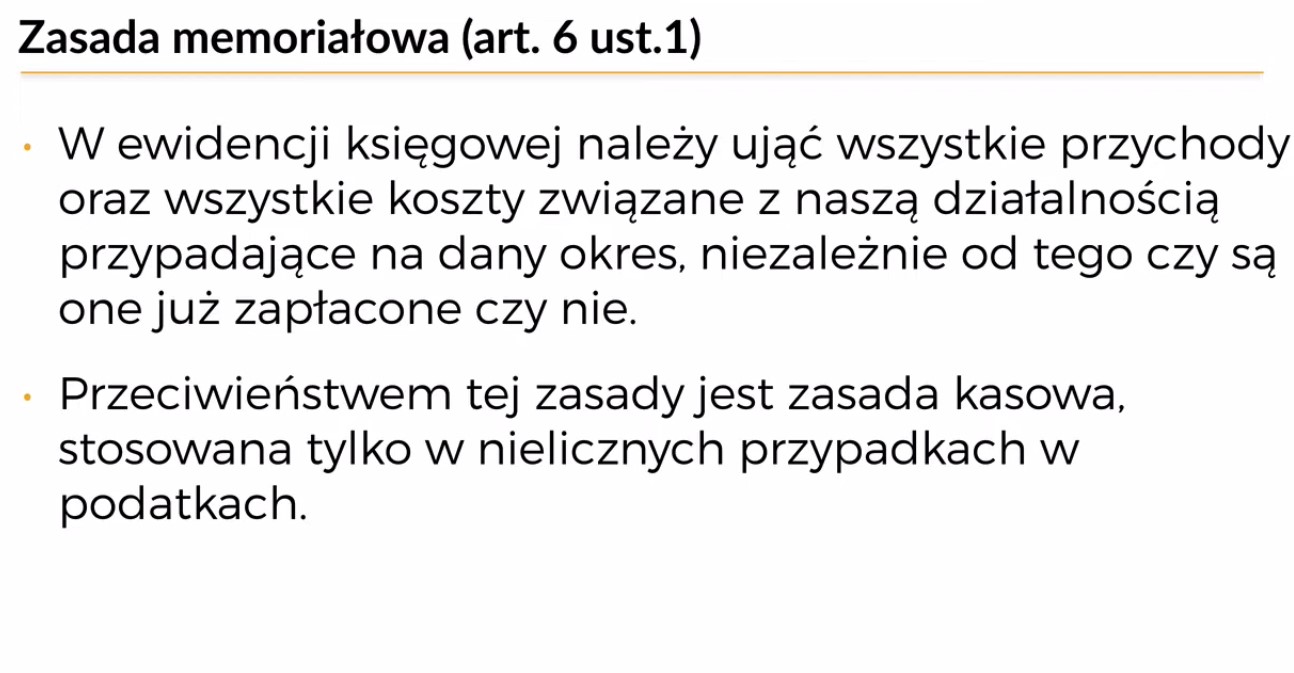 Zasada memoriałowa (art. 6 ust.1)
• W ewidencji księgowej należy ująć wszystkie przychody
oraz wszystkie koszty związane z naszą działalnością
przypadające na dany okres, niezależnie od tego czy są
one już zapłacone czy nie.
• Przeciwieństwem tej zasady jest zasada kasowa,
stosowana tylko w nielicznych przypadkach w
podatkach.